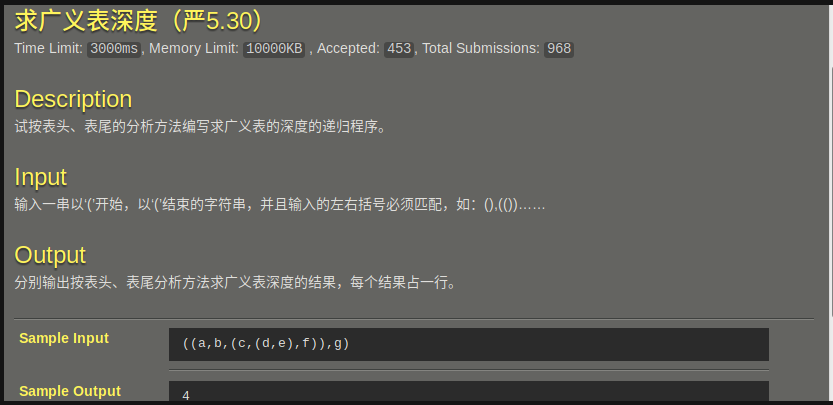 求广义表深度（严5.30）
Time Limit: 3000ms, Memory Limit: 10000KB , Accepted: 453, Total Submissions: 968
Description
试按表头、表尾的分析方法编写求广义表的深度的递归程序。
Input
输入一串以‘(’开始，以‘(’结束的字符串，并且输入的左右括号必须匹配，如：(),(())……
Output
分别输出按表头、表尾分析方法求广义表深度的结果，每个结果占一行。
Sample Input
((a,b,(c,(d,e),f)),g)
Sample Output
4